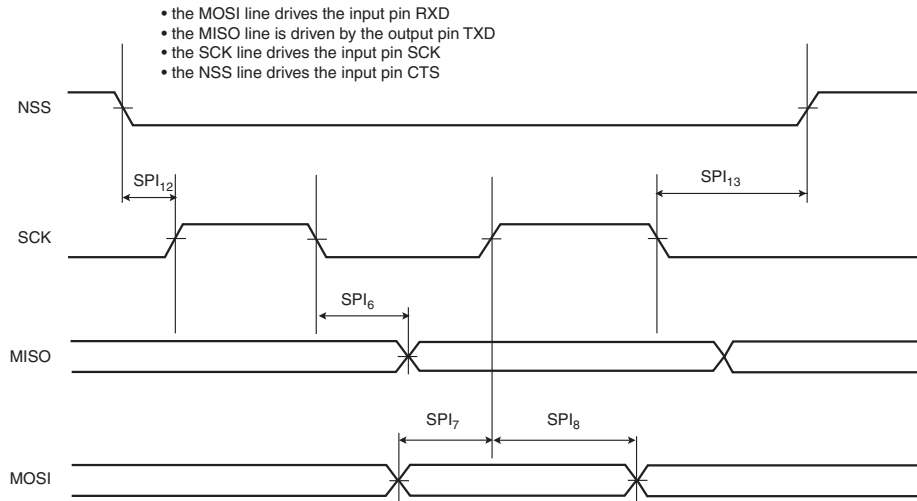 • the MOSI line drives the input pin RXD
• the MISO line is driven by the output pin TXD
• the SCK line drives the input pin SCK
• the NSS line drives the input pin CTS
NSS
SPI₁₂
SPI₁₃
SCK
SPI₆
MISO
SPI₇
SPI₈
MOSI